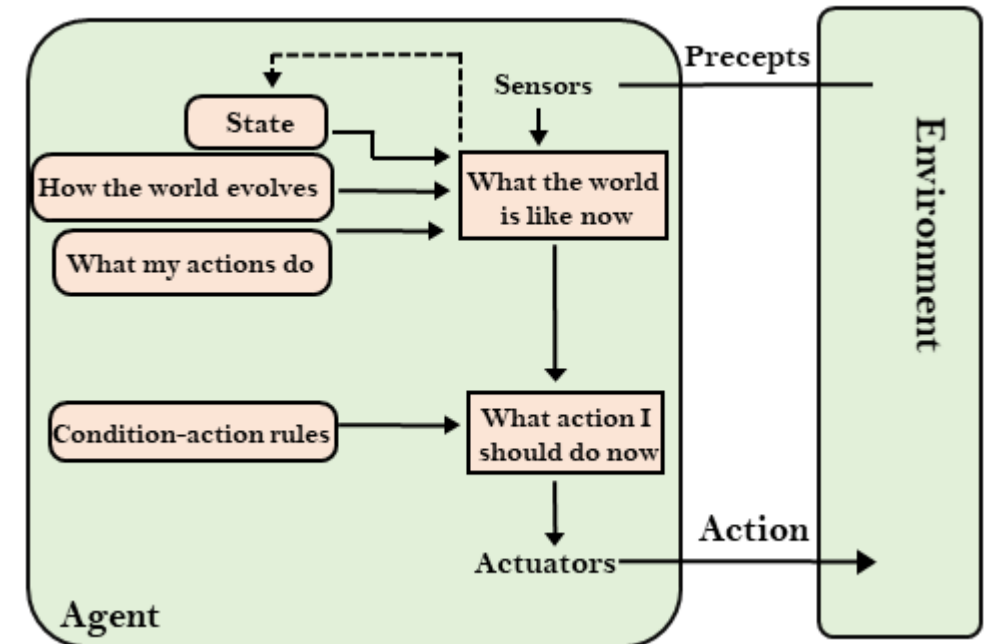 Precepts
Sensors
State
How the world evolves
What the world
is like now
What my actions do
Environment
Condition-action rules
What action I
should do now
Action
Actuators
Agent